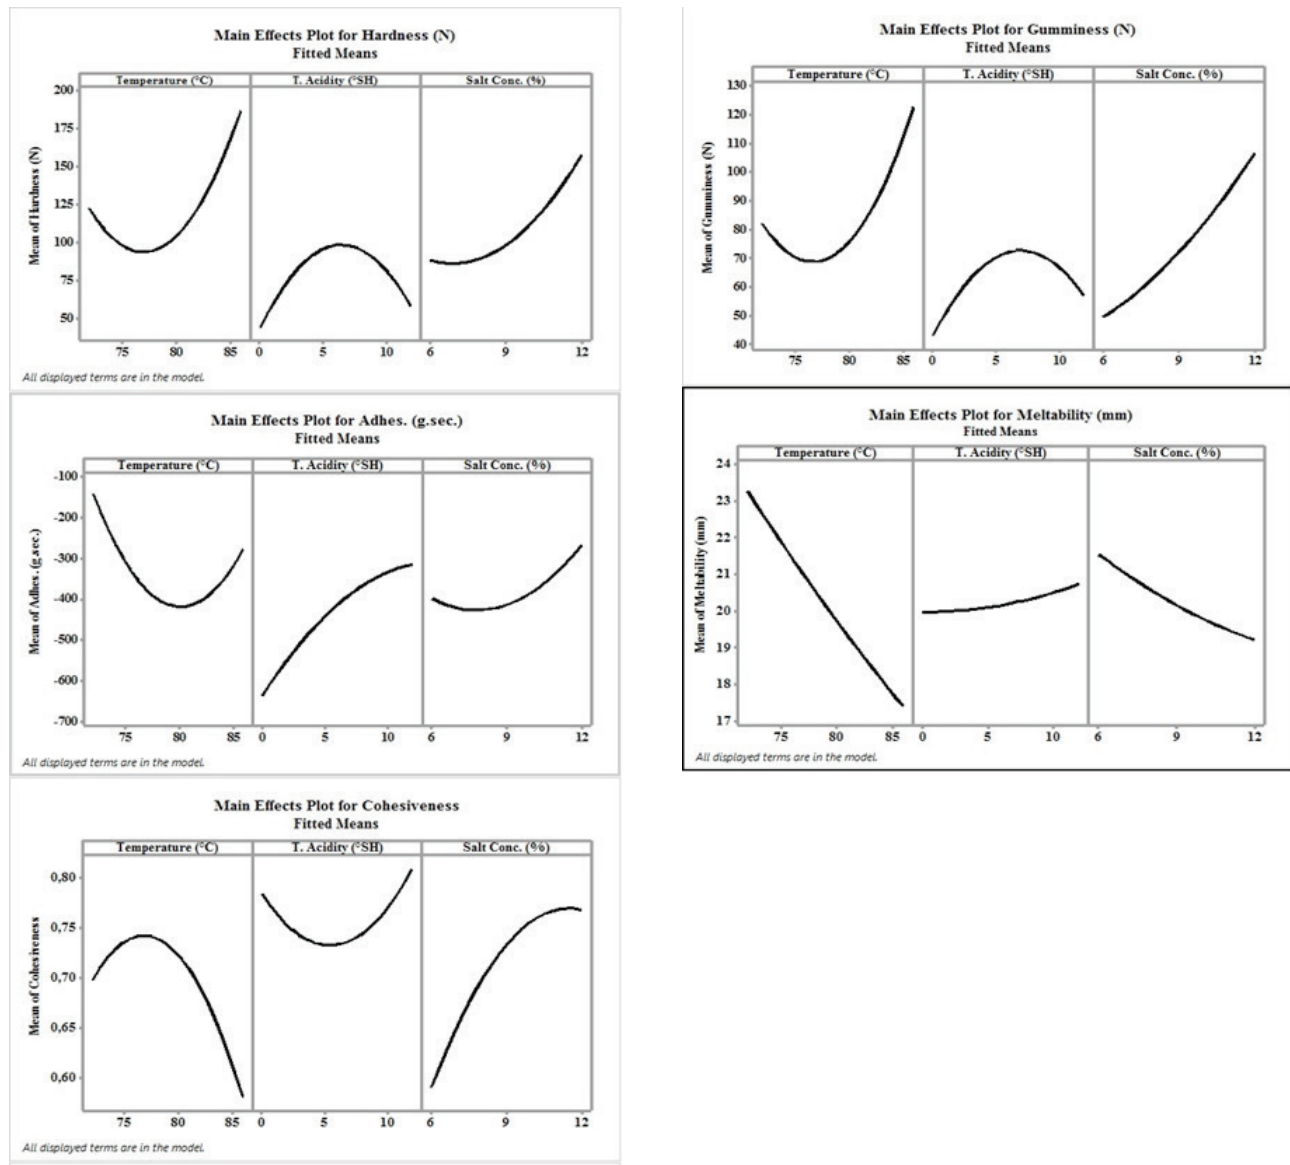 Main Effects Plot for Hardness (N)
Fitted Means
Temperature (°C) T. Acidity (°SH) Salt Conc. (%)
Mean of Hardness (N)
200
175
150
125
100
75
50
75 80 85 0 5 10 6 9 12
All displayed terms are in the model.
Main Effects Plot for Gumminess (N)
Fitted Means
Temperature (°C) T. Acidity (°SH) Salt Conc. (%)
Mean of Gumminess (N)
130
120
110
100
90
80
70
60
50
40
75 80 85 0 5 10 6 9 12
Main Effects Plot for Adhes. (g.sec.)
Fitted Means
Temperature (°C) T. Acidity (°SH) Salt Conc. (%)
Mean of Adhes. (g.sec.)
-100
-200
-300
-400
-500
-600
-700
75 80 85 0 5 10 6 9 12
All displayed terms are in the model.
Main Effects Plot for Meltability (mm)
Fitted Means
Temperature (°C) T. Acidity (°SH) Salt Conc. (%)
Mean of Meltability (mm)
24
23
22
21
20
19
18
17
75 80 85 0 5 10 6 9 12
All displayed terms are in the model.
Main Effects Plot for Cohesiveness
Fitted Means
Temperature (°C) T. Acidity (°SH) Salt Conc. (%)
Mean of Cohesiveness
0,80
0,75
0,70
0,65
0,60
75 80 85 0 5 10 6 9 12
All displayed terms are in the model.